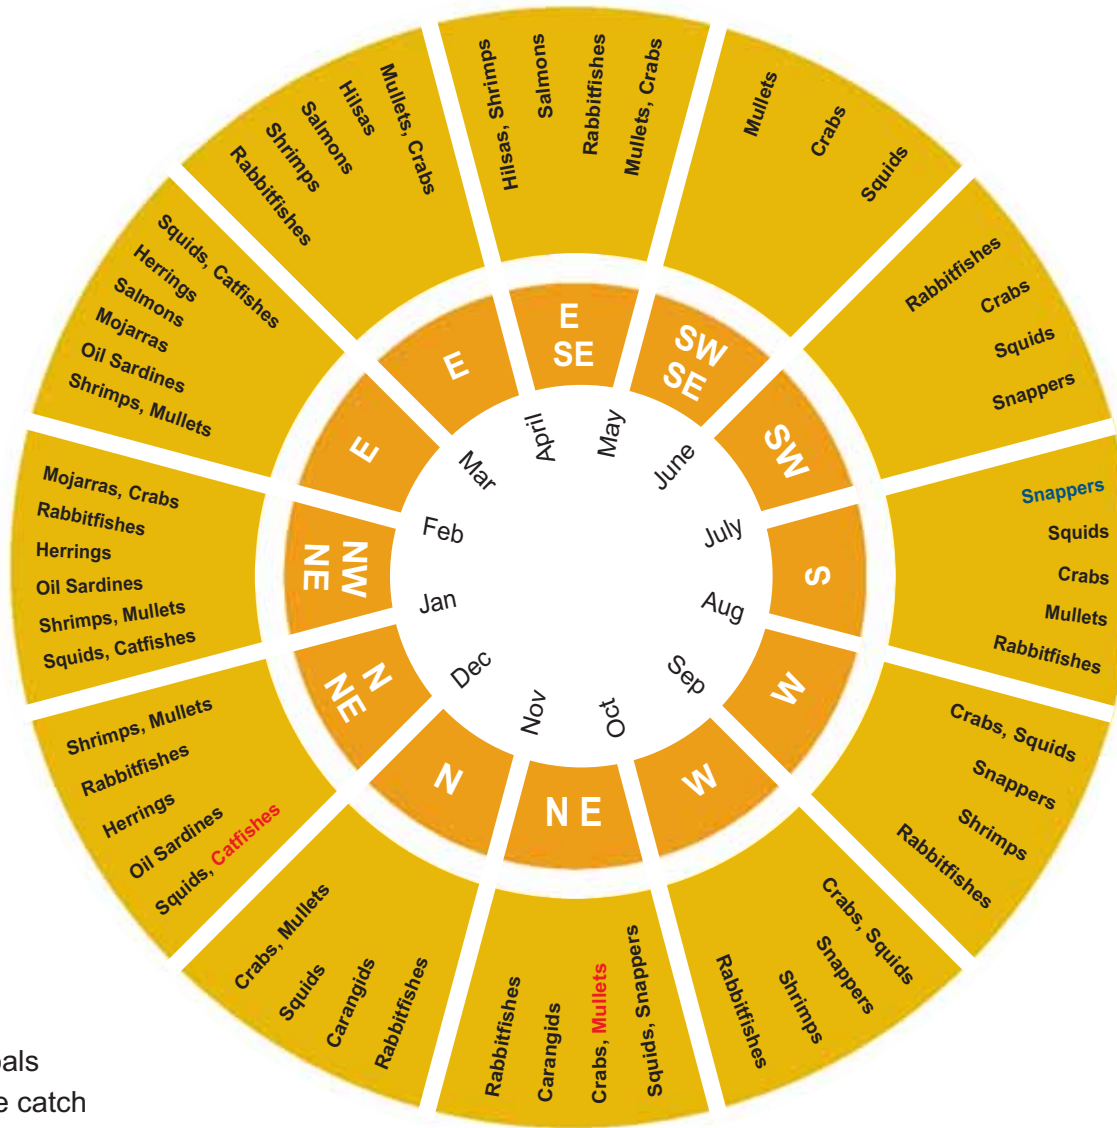 Hilsas, Shrimps
Salmons
Rabbitfishes
Mullets, Crabs
Mullets
Crabs
Squids
Rabbitfishes
Crabs
Squids
Snappers
Snappers
Squids
Crabs
Mullets
Rabbitfishes
Crabs, Squids
Snappers
Shrimps
Rabbitfishes
Crabs, Squids
Snappers
Shrimps
Rabbitfishes
Squids, Snappers
Crabs, Mullets
Carangids
Rabbitfishes
Rabbitfishes
Carangids
Squids
Crabs, Mullets
Shrimps, Mullets
Rabbitfishes
Herrings
Oil Sardines
Squids, Catfishes
Mojarras, Crabs
Rabbitfishes
Herrings
Oil Sardines
Shrimps, Mullets
Squids, Catfishes
Squids, Catfishes
Herrings
Salmons
Mojarras
Oil Sardines
Shrimps, Mullets
Rabbitfishes
Shrimps
Salmons
Hilsas
Mullets, Crabs
E
SE
SW
SE
SW
S
W
W
N E
N
N
NE
NW
NE
E
E
April
May
June
July
Aug
Sep
Oct
Nov
Dec
Jan
Feb
Mar
catch